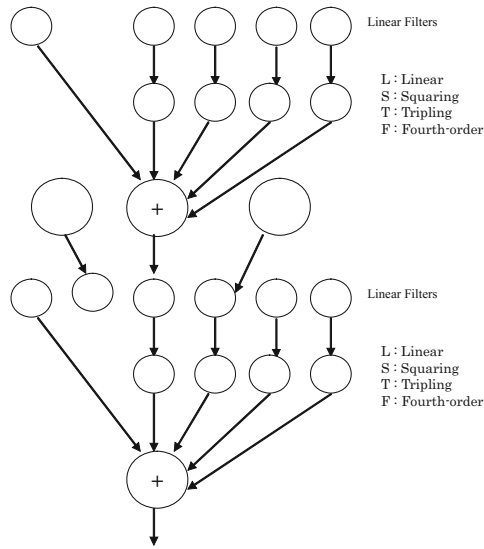 Linear Filters
L : Linear
S : Squaring
T : Tripling
F : Fourth-order
+
Linear Filters
L : Linear
S : Squaring
T : Tripling
F : Fourth-order
+